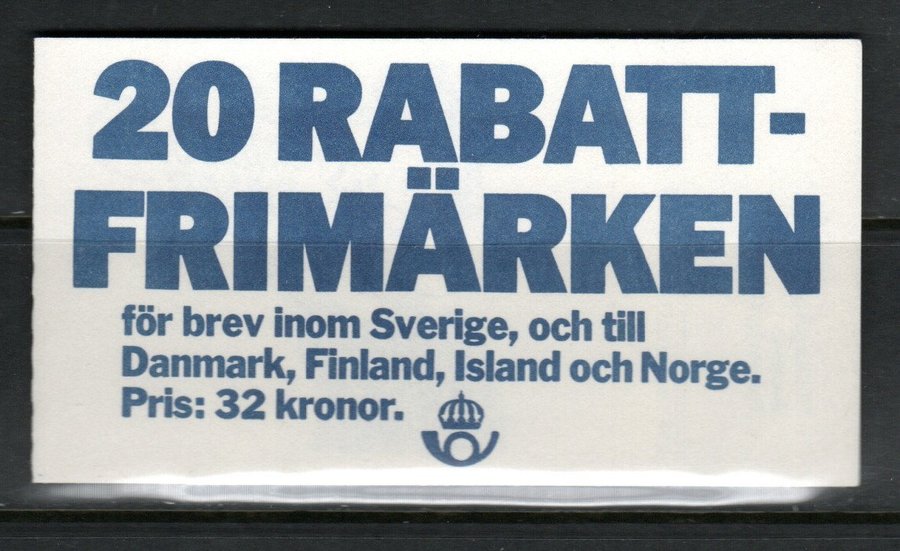 20 RABATT-
FRIMÄRKEN
för brev inom Sverige, och till
Danmark, Finland, Island och Norge.
Pris: 32 kronor.